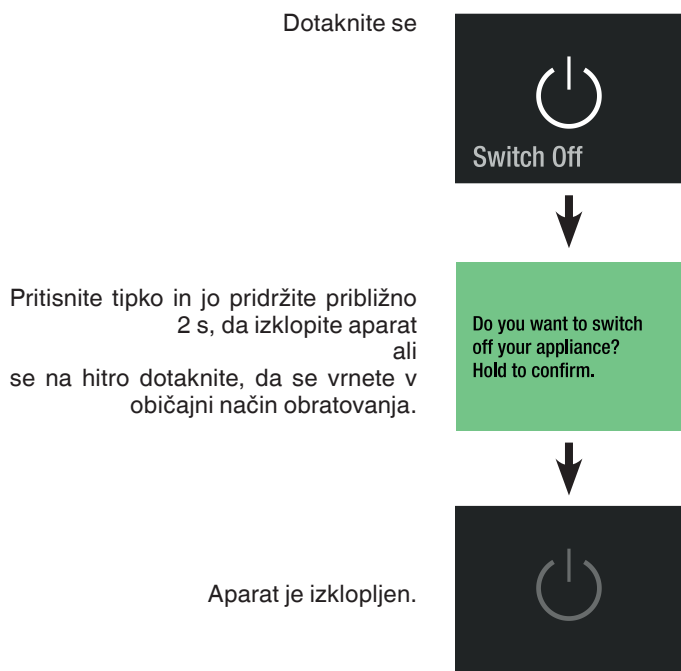 Dotaknite se
Switch Off
Pritisnite tipko in jo pridržite približno
2 s, da izklopite aparat
ali
se na hitro dotaknite, da se vrnete v
običajni način obratovanja.
Do you want to switch
off your appliance?
Hold to confirm.
Aparat je izklopljen.